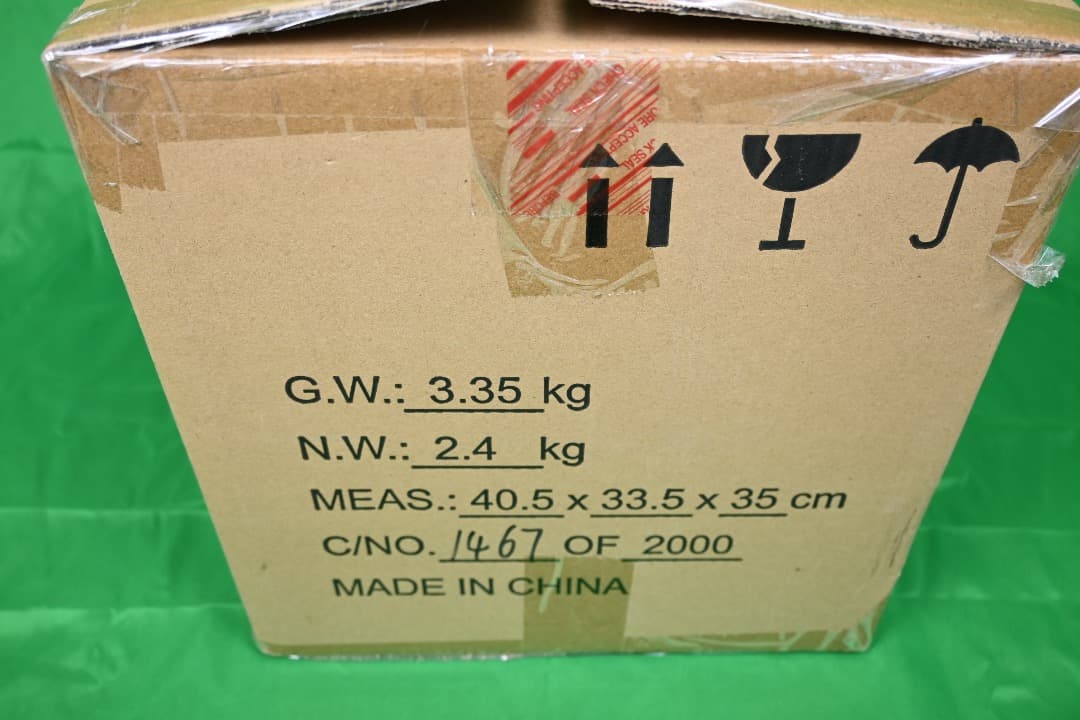 G.W.: 3.35 kg
N.W.: 2.4 kg
MEAS.: 40.5 x 33.5 x 35 cm
C/NO. 1467 OF 2000
MADE IN CHINA